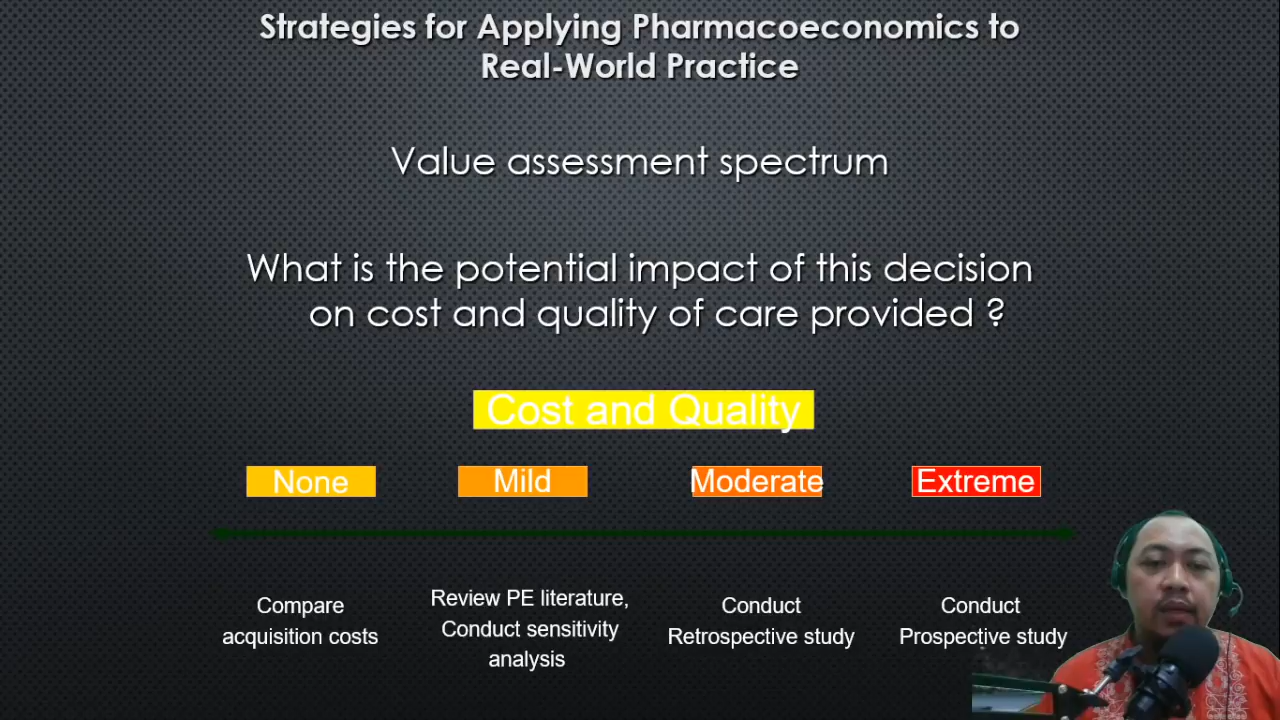 Strategies for Applying Pharmacoeconomics to
Real-World Practice
Value assessment spectrum
What is the potential impact of this decision
on cost and quality of care provided ?
Cost and Quality
None
Mild
Moderate
Extreme
Compare
acquisition costs
Review PE literature,
Conduct sensitivity
analysis
Conduct
Retrospective study
Conduct
Prospective study